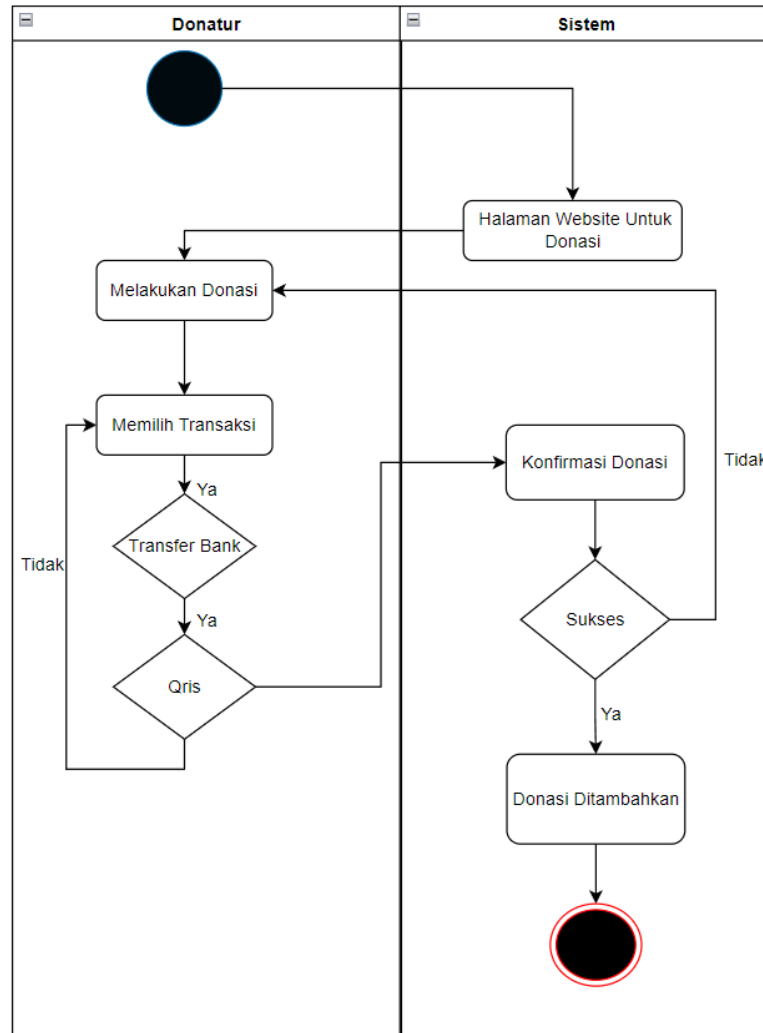 Donatur
Sistem
Halaman Website Untuk
Donasi
Melakukan Donasi
Memilih Transaksi
Konfirmasi Donasi
Tidak
Ya
Transfer Bank
Tidak
Ya
Sukses
Qris
Ya
Donasi Ditambahkan